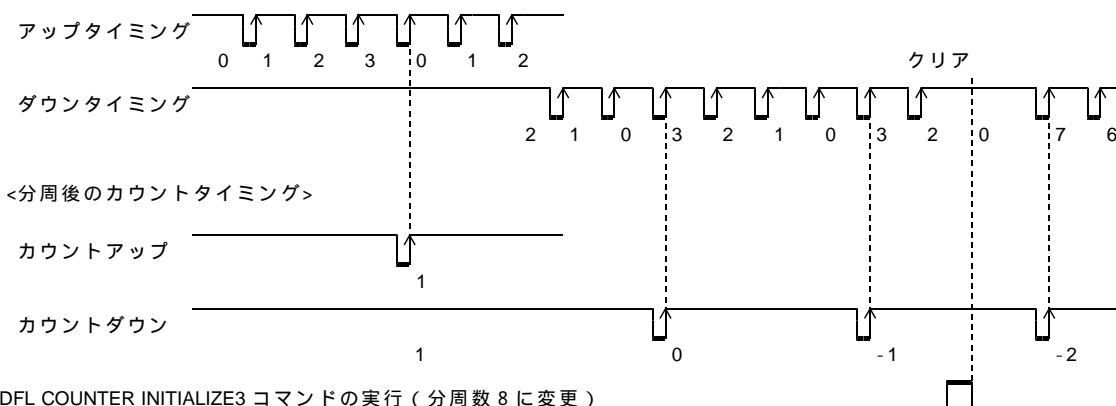 アップタイミング
0 1 2 3 0 1 2
クリア
ダウンタイミング
2 1 0 3 2 1 0 3 2 0 7 6
<分周後のカウントタイミング>
カウントアップ
1
カウントダウン
1 0 -1 -2
DFL COUNTER INITIALIZE3 コマンドの実行（分周数８に変更）